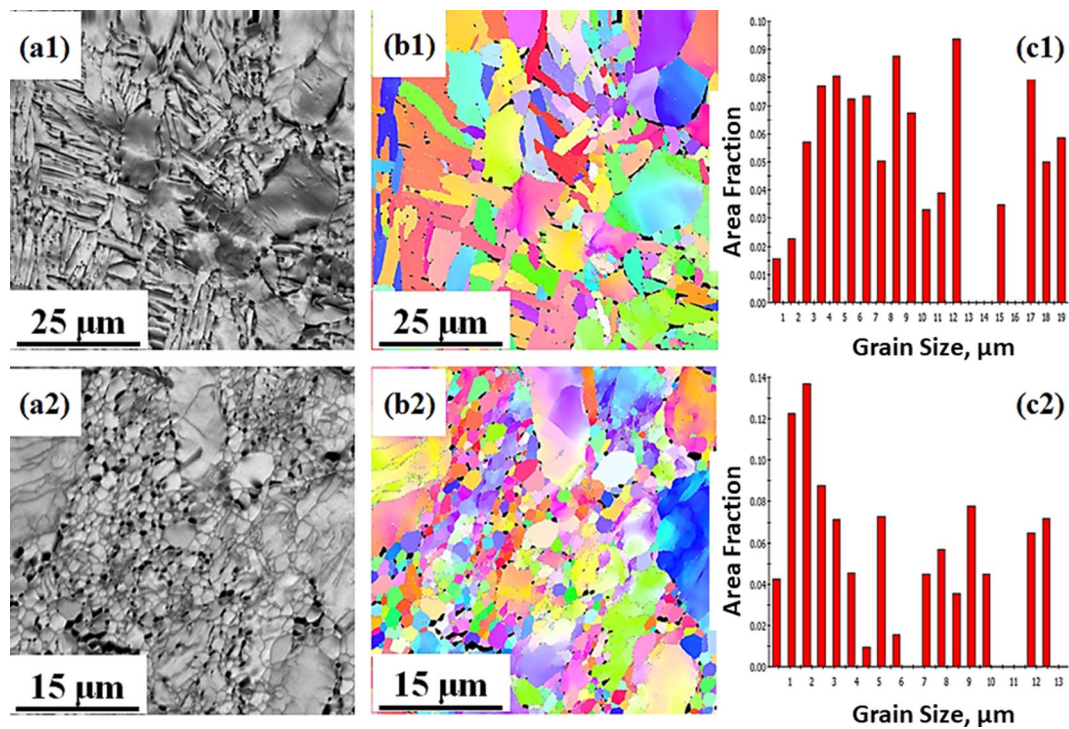 (a1)
25 μm
(b1)
25 μm
(c1)
Area Fraction
0.10
0.09
0.08
0.07
0.06
0.05
0.04
0.03
0.02
0.01
0.00
1 2 3 4 5 6 7 8 9 10 11 12 13 14 15 16 17 18 19
Grain Size, μm
(a2)
15 μm
(b2)
15 μm
(c2)
Area Fraction
0.14
0.12
0.10
0.08
0.06
0.04
0.02
0.00
1 2 3 4 5 6 7 8 9 10 11 12 13
Grain Size, μm